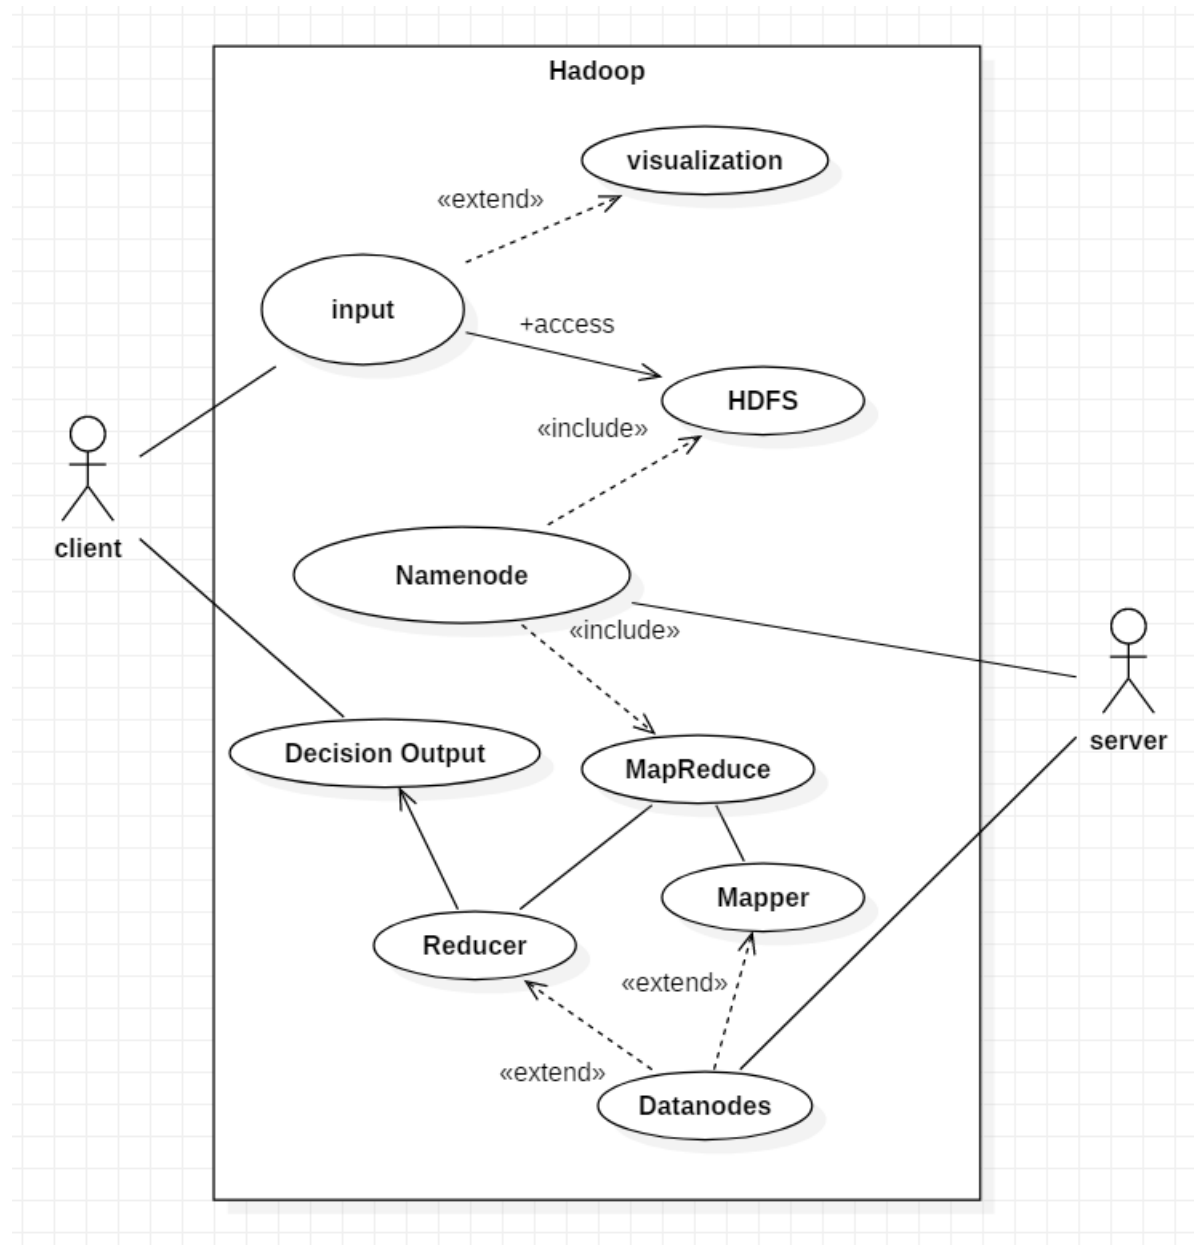 Hadoop
visualization
«extend»
input
+access
HDFS
«include»
client
Namenode
«include»
server
Decision Output
MapReduce
Mapper
Reducer
«extend»
«extend»
Datanodes